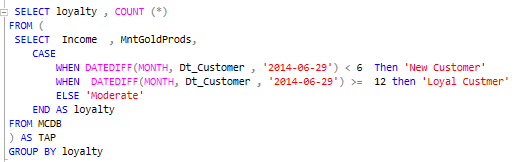 SELECT loyalty , COUNT (*)
FROM (
SELECT Income , MntGoldProds,
CASE
WHEN DATEDIFF(MONTH, Dt_Customer , '2014-06-29') < 6 Then 'New Customer'
WHEN DATEDIFF(MONTH, Dt_Customer , '2014-06-29') >= 12 then 'Loyal Custmer'
ELSE 'Moderate'
END AS loyalty
FROM MCDB
) AS TAP
GROUP BY loyalty